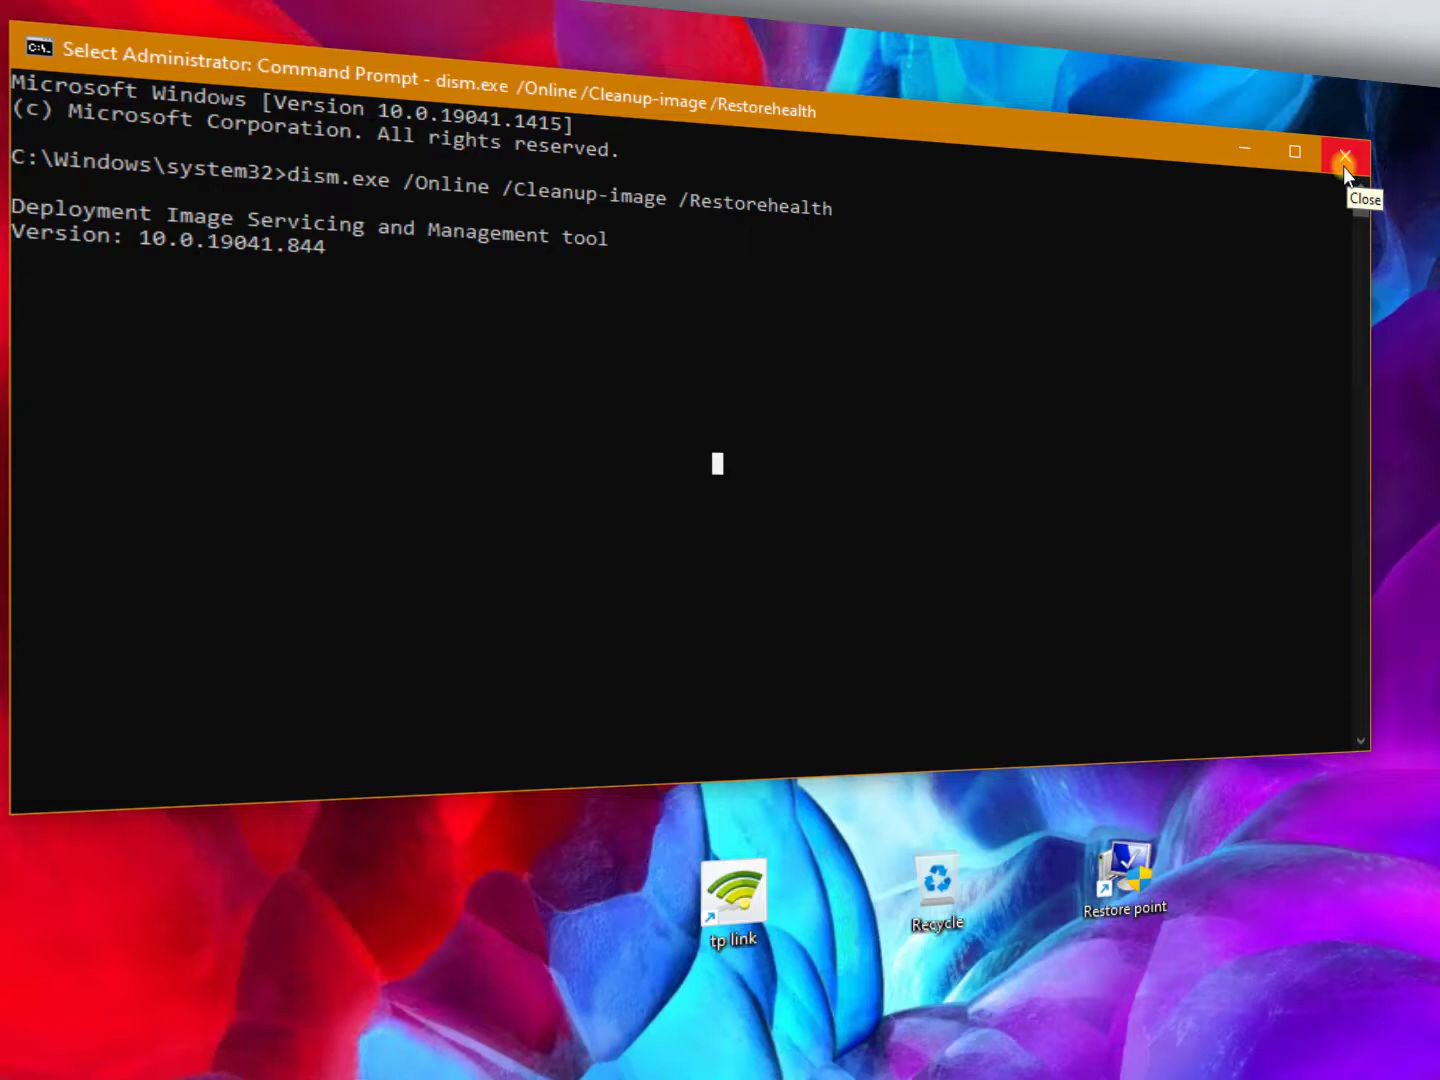 Select Administrator: Command Prompt - dism.exe /Online /Cleanup-image /Restorehealth
Microsoft Windows [Version 10.0.19041.1415]
(c) Microsoft Corporation. All rights reserved.
C:\Windows\system32>dism.exe /Online /Cleanup-image /Restorehealth
Deployment Image Servicing and Management tool
Version: 10.0.19041.844
Close
tp link
Recycle
Restore point